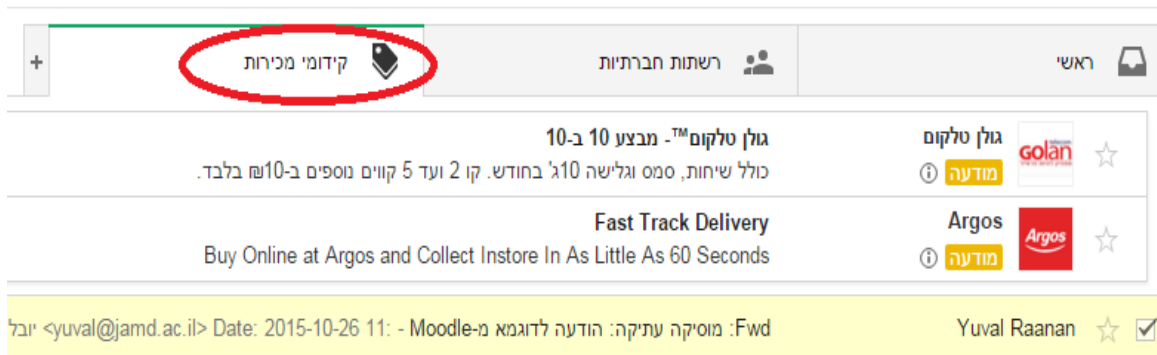 ראשי
רשתות חברתיות
קידומי מכירות
+
golan telecom
גולן טלקום
גולן טלקום™- מבצע 10 ב-10
מודעה
כולל שיחות, סמס וגלישה 10ג' בחודש. קו 2 ועד 5 קווים נוספים ב-10₪ בלבד.
Argos
Argos
Fast Track Delivery
מודעה
Buy Online at Argos and Collect Instore In As Little As 60 Seconds
Yuval Raanan
Fwd: מוסיקה עתיקה: הודעה לדוגמא מ-Moodle - יובל <yuval@jamd.ac.il> Date: 2015-10-26 11: